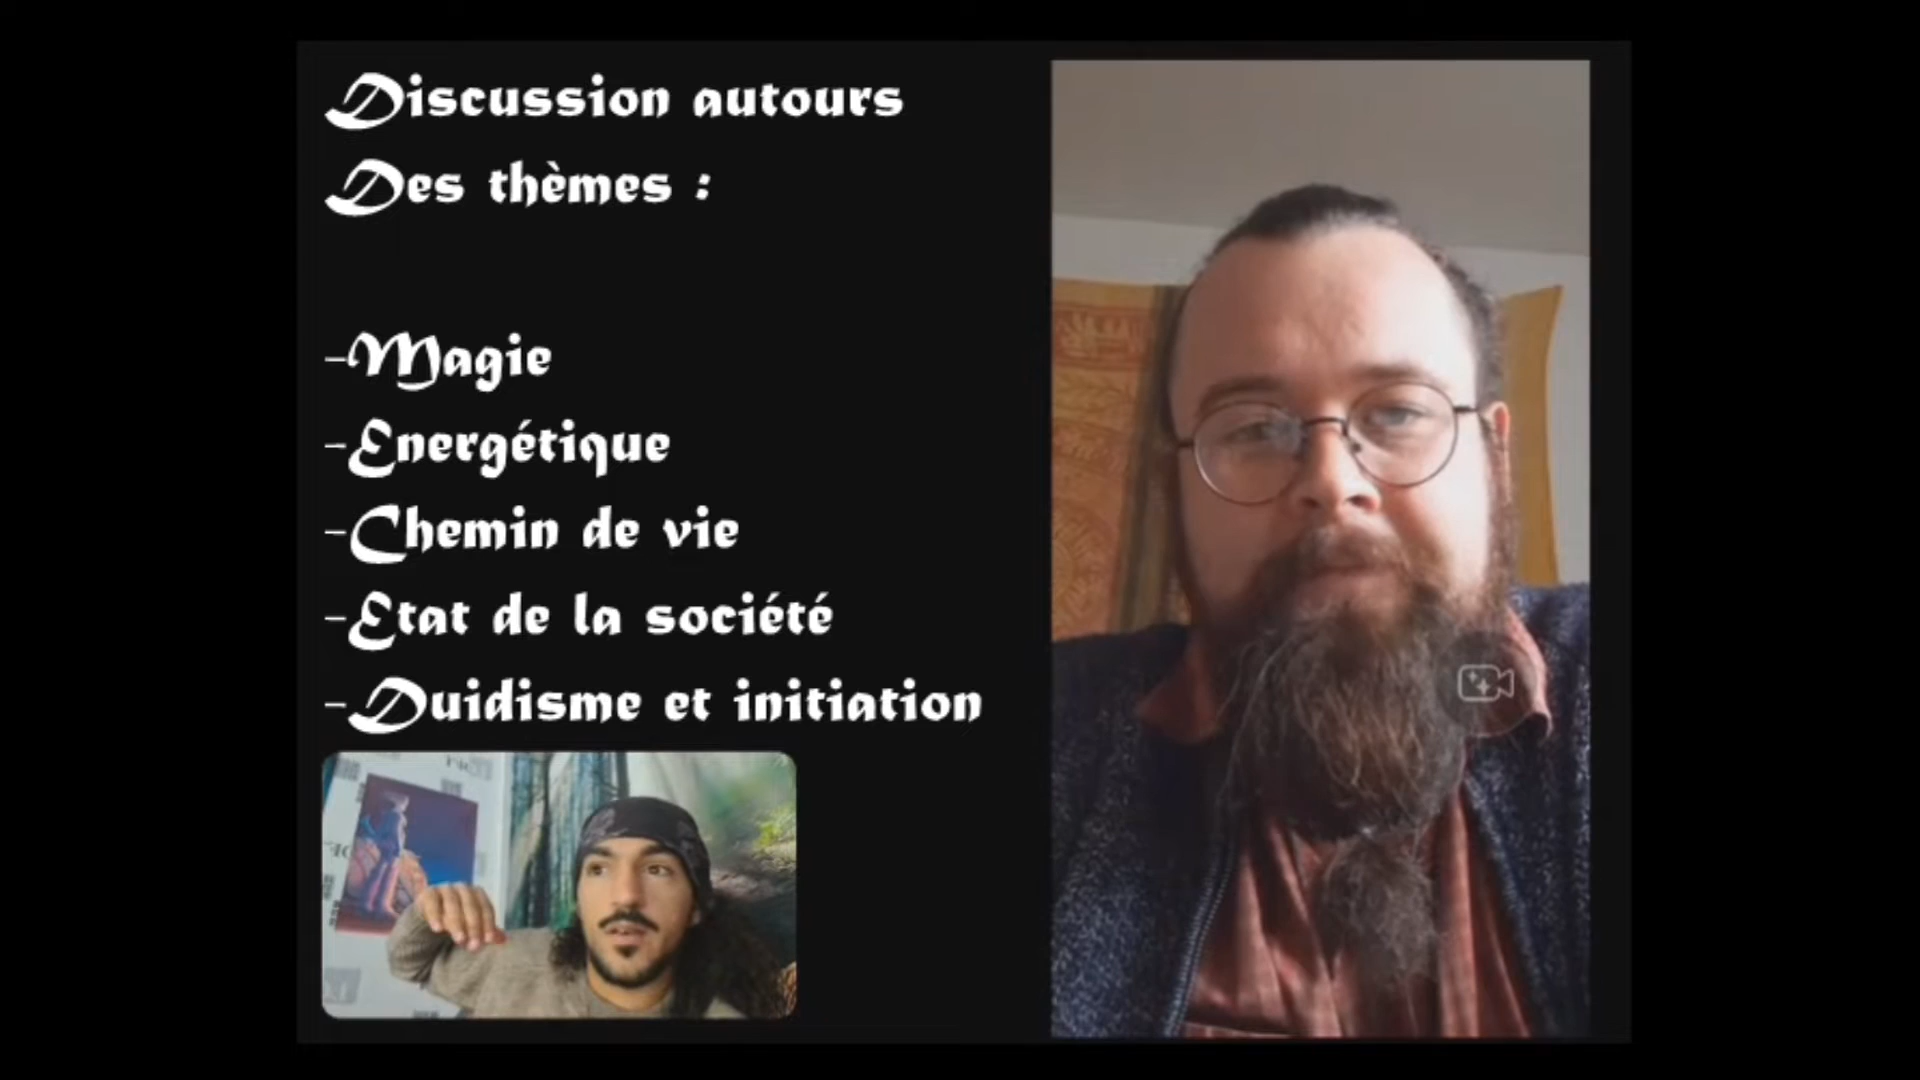 Discussion autours
Des thèmes :
-Magie
-Energétique
-Chemin de vie
-Etat de la société
-Duidisme et initiation